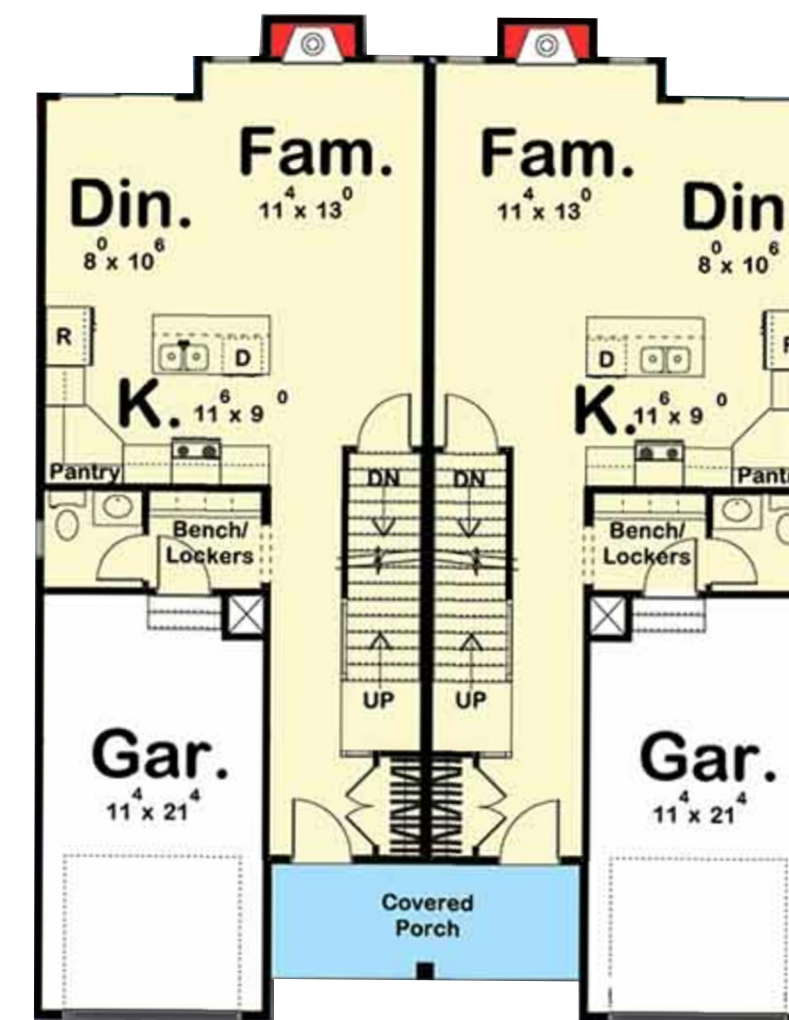 Fam.
11⁴ x 13⁰
Fam.
11⁴ x 13⁰
Din.
8⁰ x 10⁶
Din
8⁰ x 10⁶
R
D
D
K. 11⁶ x 9⁰
K. 11⁶ x 9⁰
Pantry
DN
DN
Pant
Bench/
Lockers
Bench/
Lockers
UP
UP
Gar.
11⁴ x 21⁴
Gar.
11⁴ x 21⁴
Covered
Porch